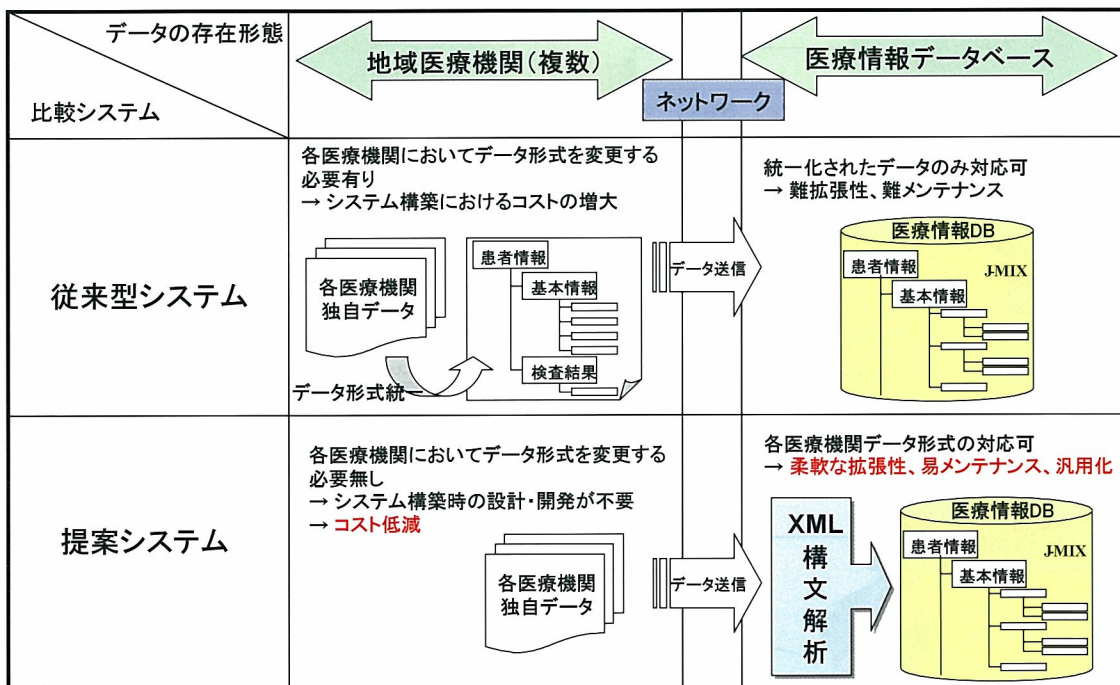 データの存在形態
比較システム
地域医療機関(複数)
ネットワーク
医療情報データベース
従来型システム
各医療機関においてデータ形式を変更する
必要有り
→ システム構築におけるコストの増大
各医療機関
独自データ
データ形式統一
患者情報
基本情報
検査結果
データ送信
統一化されたデータのみ対応可
→ 難拡張性、難メンテナンス
医療情報DB
患者情報
J-MIX
基本情報
提案システム
各医療機関においてデータ形式を変更する
必要無し
→ システム構築時の設計・開発が不要
→ コスト低減
各医療機関
独自データ
データ送信
各医療機関データ形式の対応可
→ 柔軟な拡張性、易メンテナンス、汎用化
XML
構
文
解
析
医療情報DB
患者情報
J-MIX
基本情報